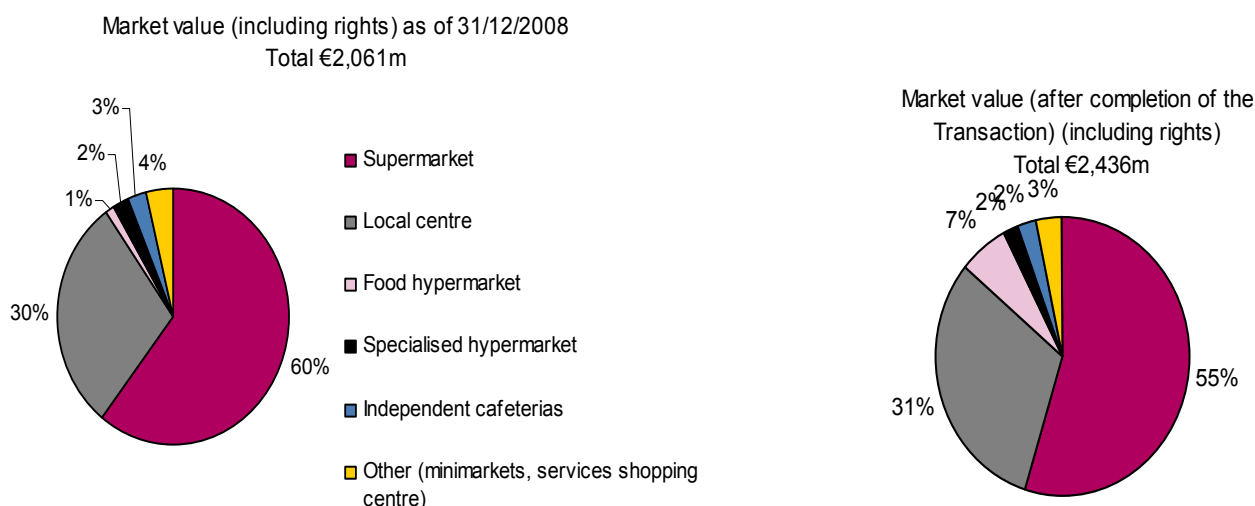 Market value (including rights) as of 31/12/2008
Total €2,061m
3%
2%
4%
1%
30%
60%
Supermarket
Local centre
Food hypermarket
Specialised hypermarket
Independent cafeterias
Other (minimarkets, services shopping
centre)
Market value (after completion of the
Transaction) (including rights)
Total €2,436m
7%
2%
2%
3%
31%
55%